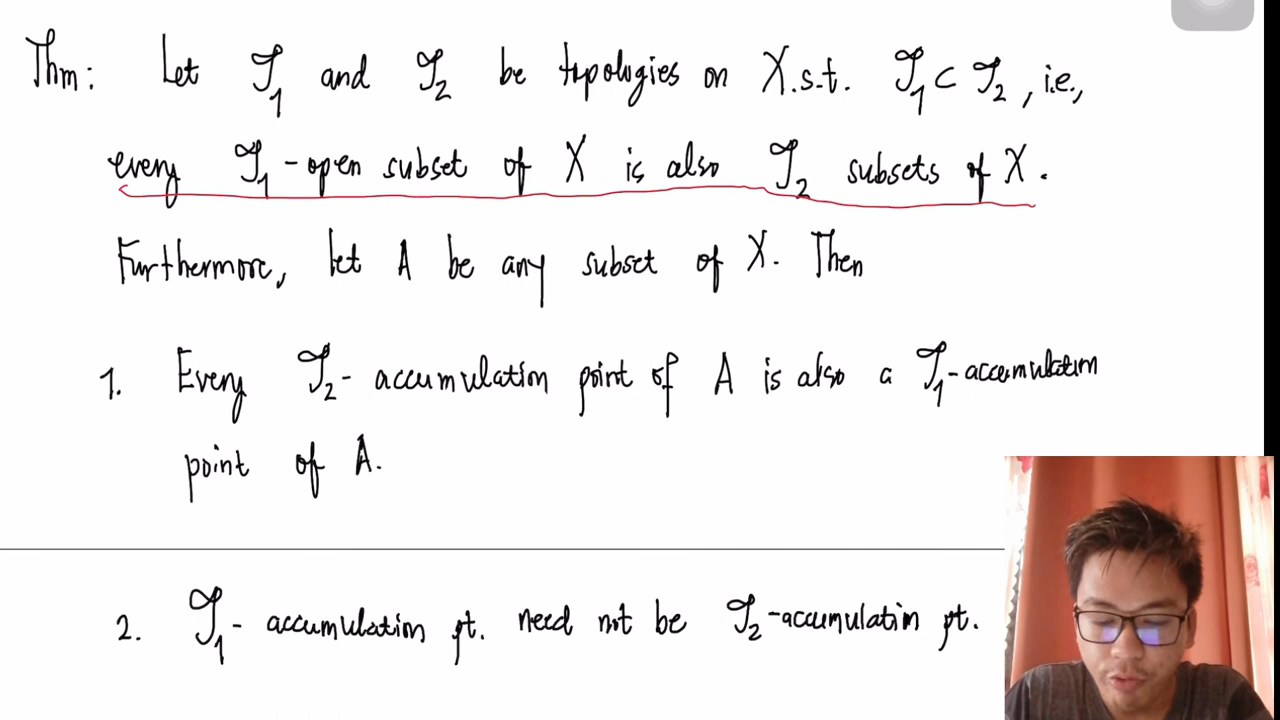 Thm: Let 𝒯₁ and 𝒯₂ be topologies on X.s.t. 𝒯₁ ⊂ 𝒯₂, i.e.,
every 𝒯₁-open subset of X is also 𝒯₂ subsets of X.
Furthermore, let A be any subset of X. Then
1. Every 𝒯₂-accumulation point of A is also a 𝒯₁-accumulation
point of A.
2. 𝒯₁-accumulation pt. need not be 𝒯₂-accumulation pt.